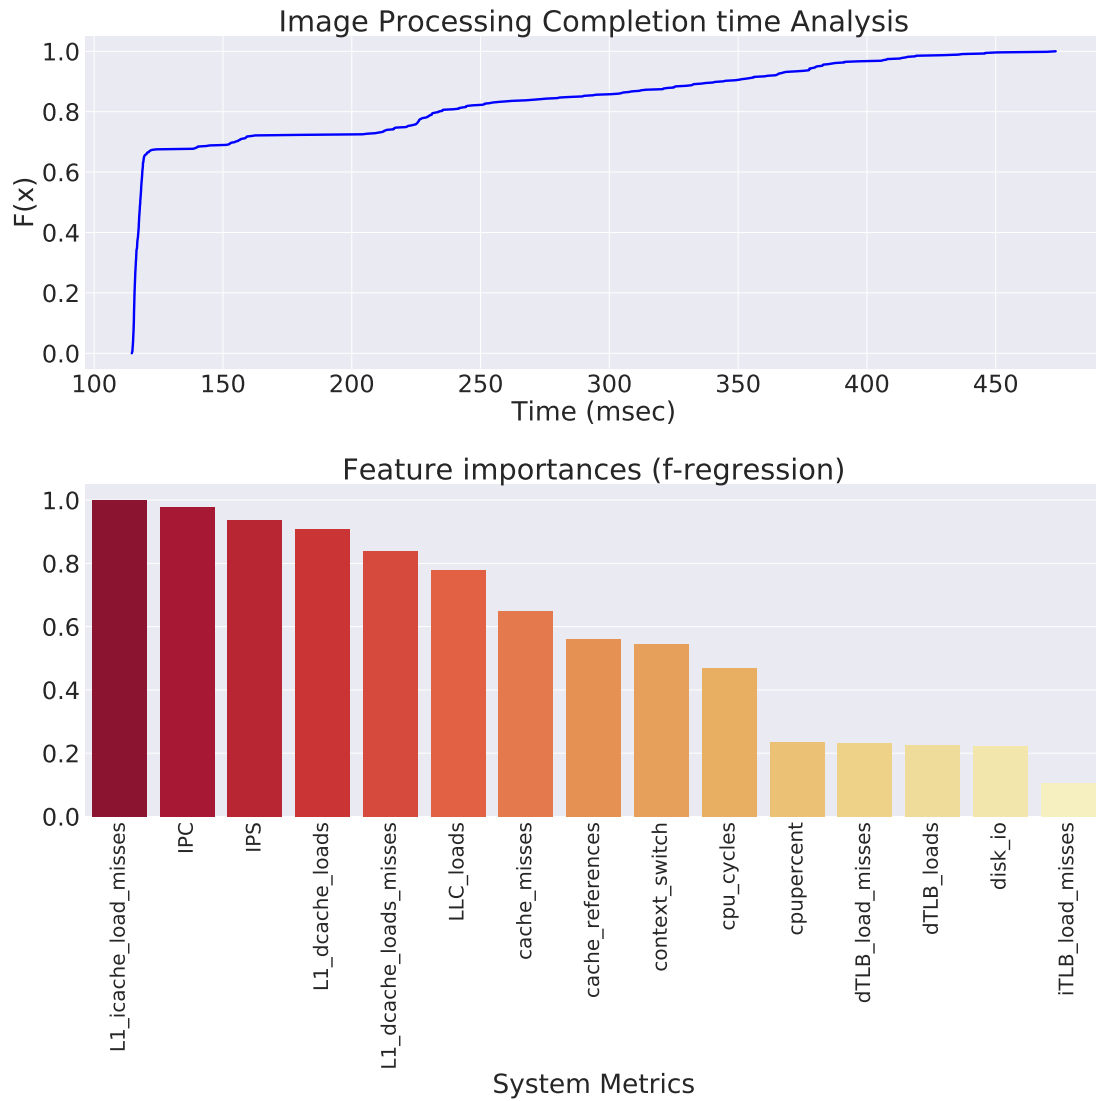 Image Processing Completion time Analysis
1.0
0.8
0.6
0.4
0.2
0.0
F(x)
100 150 200 250 300 350 400 450
Time (msec)
Feature importances (f-regression)
1.0
0.8
0.6
0.4
0.2
0.0
L1_icache_load_misses
IPC
IPS
L1_dcache_loads
L1_dcache_loads_misses
LLC_loads
cache_misses
cache_references
context_switch
cpu_cycles
cpupercent
dTLB_load_misses
dTLB_loads
disk_io
iTLB_load_misses
System Metrics